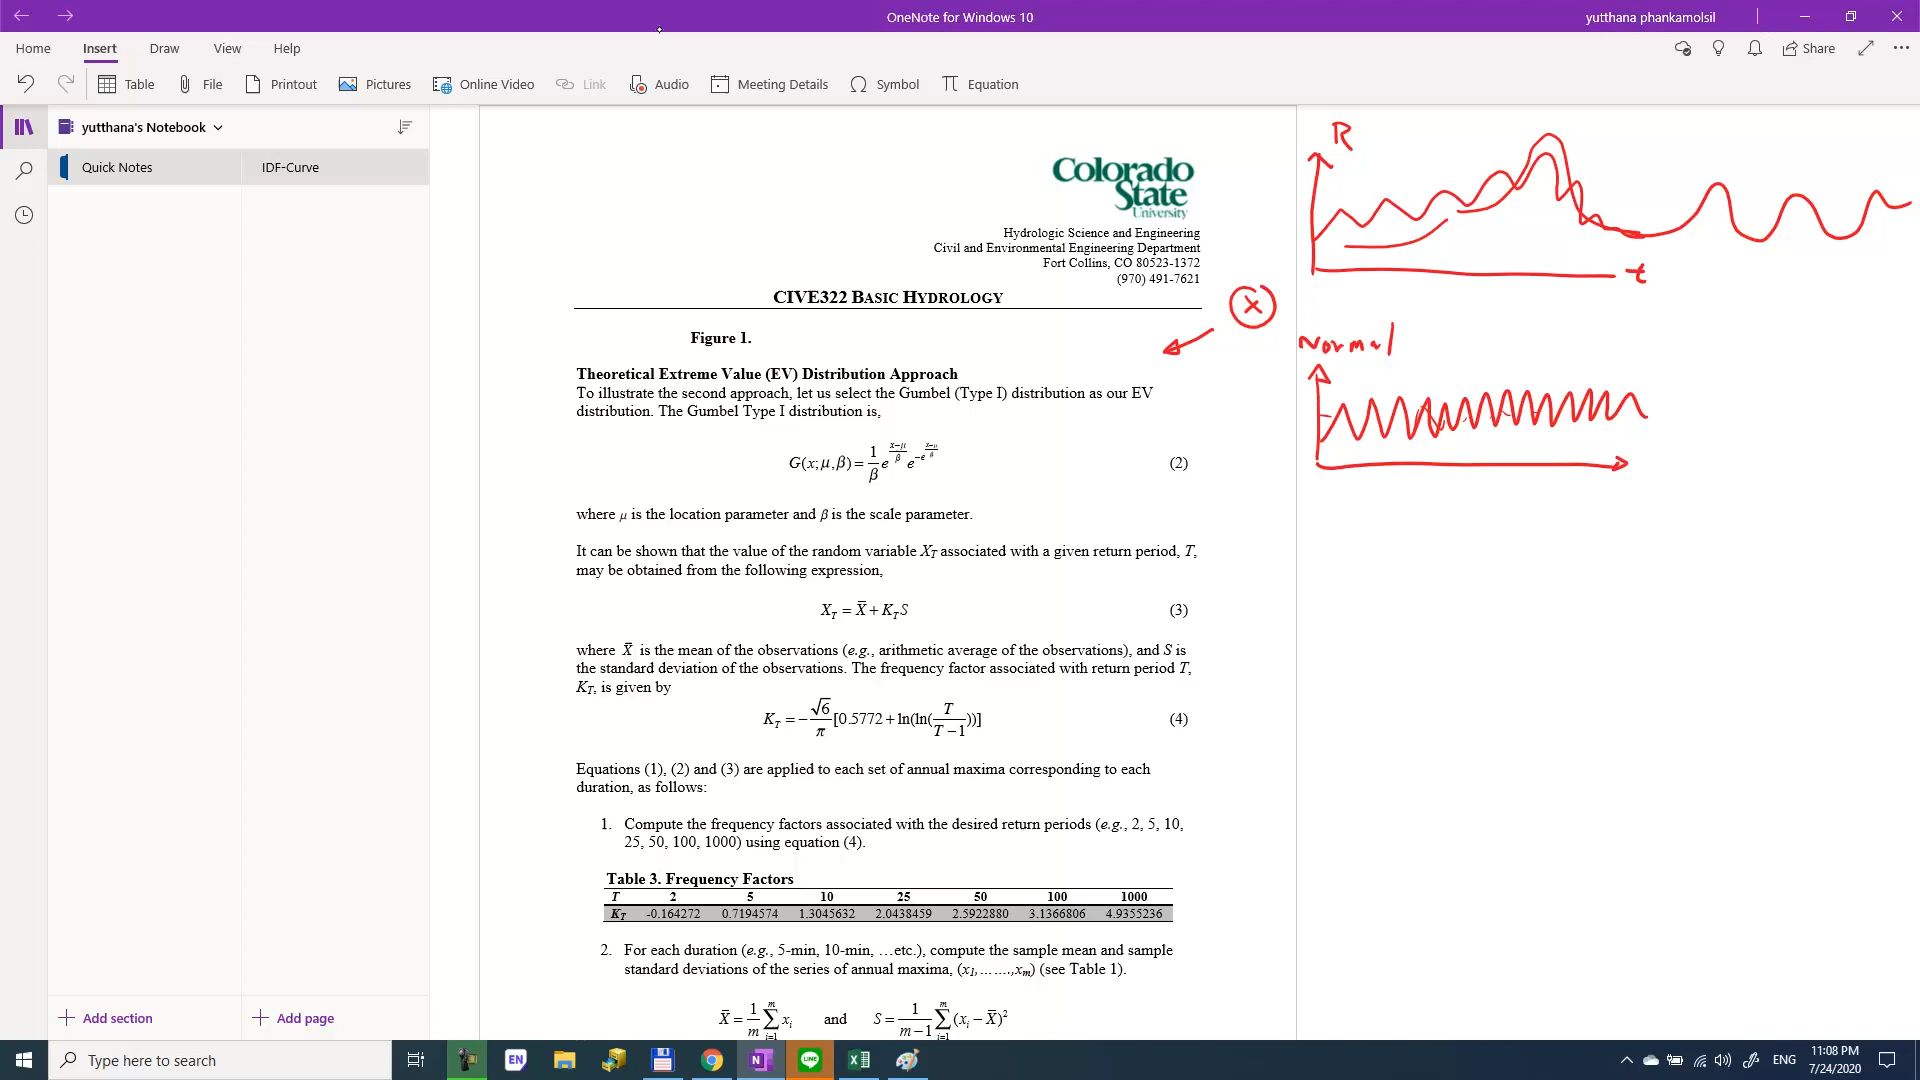 OneNote for Windows 10
yutthana phankamolsil
Home Insert Draw View Help
Share
Table File Printout Pictures Online Video Link Audio Meeting Details Symbol Equation
yutthana's Notebook
Quick Notes
IDF-Curve
Colorado
State
University
Hydrologic Science and Engineering
Civil and Environmental Engineering Department
Fort Collins, CO 80523-1372
(970) 491-7621
CIVE322 BASIC HYDROLOGY
Figure 1.
Theoretical Extreme Value (EV) Distribution Approach
To illustrate the second approach, let us select the Gumbel (Type I) distribution as our EV
distribution. The Gumbel Type I distribution is,
G(x; μ, β) = 1/β e^{(x−μ)/β} e^{−e^{(x−μ)/β}} (2)
where μ is the location parameter and β is the scale parameter.
It can be shown that the value of the random variable X_T associated with a given return period, T,
may be obtained from the following expression,
X_T = X̄ + K_T S (3)
where X̄ is the mean of the observations (e.g., arithmetic average of the observations), and S is
the standard deviation of the observations. The frequency factor associated with return period T,
K_T, is given by
K_T = −√6/π [0.5772 + ln(ln(T/(T−1)))] (4)
Equations (1), (2) and (3) are applied to each set of annual maxima corresponding to each
duration, as follows:
1. Compute the frequency factors associated with the desired return periods (e.g., 2, 5, 10,
25, 50, 100, 1000) using equation (4).
Table 3. Frequency Factors
T 2 5 10 25 50 100 1000
K_T -0.164272 0.7194574 1.3045632 2.0438459 2.5922880 3.1366806 4.9355236
2. For each duration (e.g., 5-min, 10-min, …etc.), compute the sample mean and sample
standard deviations of the series of annual maxima, (x1,…….,xm) (see Table 1).
X̄ = 1/m ∑_{i=1}^{m} x_i and S = 1/(m−1) ∑_{i=1}^{m} (x_i − X̄)²
R
t
X
Normal
Add section
Add page
Type here to search
EN
N
LINE
ENG
11:08 PM
7/24/2020